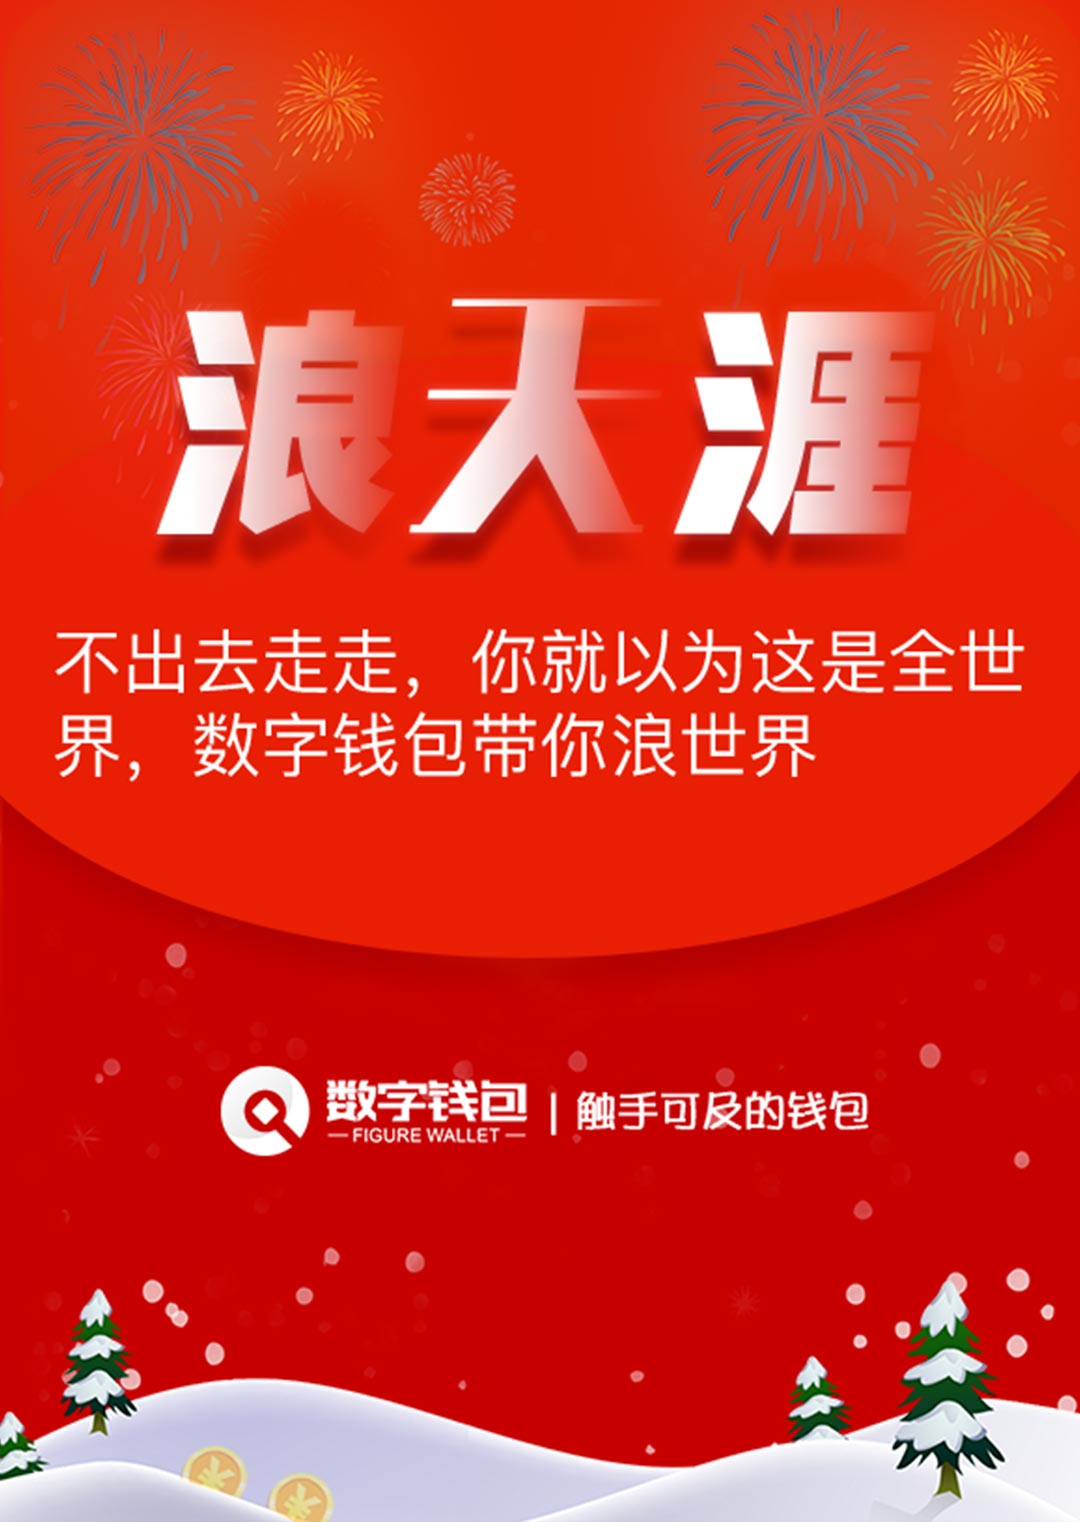 浪天涯
不出去走走，你就以为这是全世
界，数字钱包带你浪世界
数字钱包 | 触手可及的钱包
—FIGURE WALLET—
¥ ¥